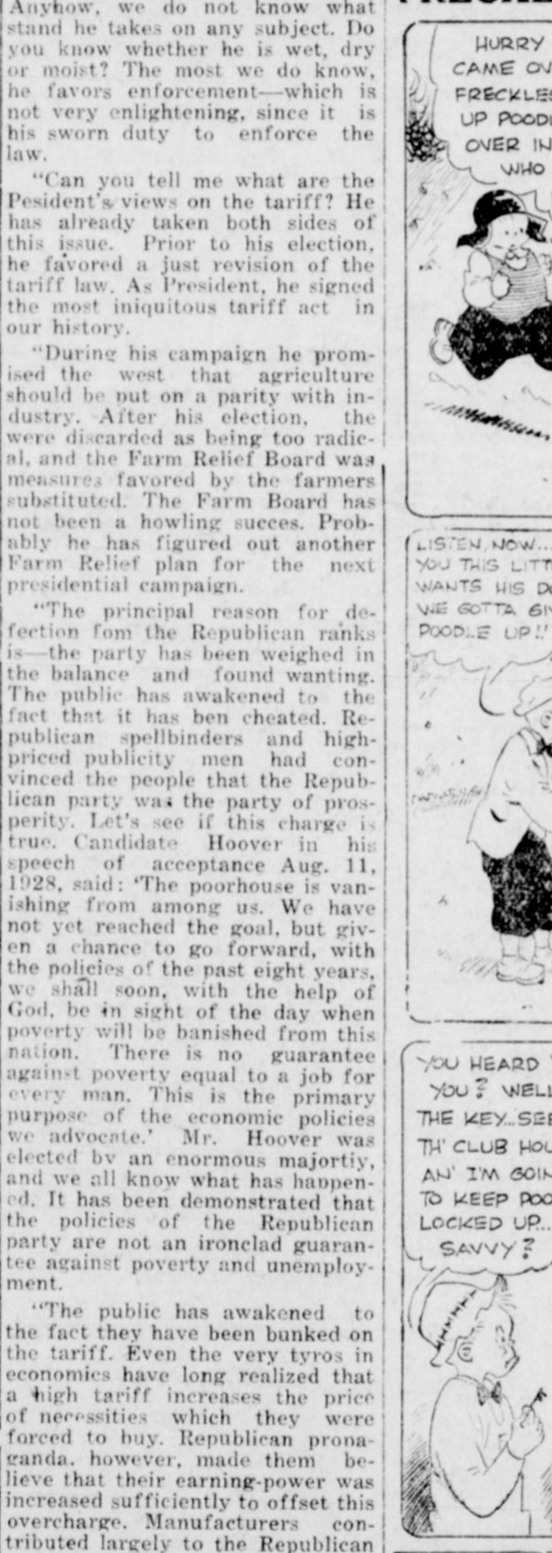 Anyhow, we do not know what
stand he takes on any subject. Do
you know whether he is wet, dry
or moist? The most we do know,
he favors enforcement—which is
not very enlightening, since it is
his sworn duty to enforce the
law.
"Can you tell me what are the
Pesident's views on the tariff? He
has already taken both sides of
this issue. Prior to his election,
he favored a just revision of the
tariff law. As President, he signed
the most iniquitous tariff act in
our history.
"During his campaign he prom-
ised the west that agriculture
should be put on a parity with in-
dustry. After his election, the
were discarded as being too radic-
al, and the Farm Relief Board was
measures favored by the farmers
substituted. The Farm Board has
not been a howling succes. Prob-
ably he has figured out another
Farm Relief plan for the next
presidential campaign.
"The principal reason for de-
fection fom the Republican ranks
is—the party has been weighed in
the balance and found wanting.
The public has awakened to the
fact that it has ben cheated. Re-
publican spellbinders and high-
priced publicity men had con-
vinced the people that the Repub-
lican party was the party of pros-
perity. Let's see if this charge is
true. Candidate Hoover in his
speech of acceptance Aug. 11,
1928, said: 'The poorhouse is van-
ishing from among us. We have
not yet reached the goal, but giv-
en a chance to go forward, with
the policies of the past eight years,
we shall soon, with the help of
God, be in sight of the day when
poverty will be banished from this
nation. There is no guarantee
against poverty equal to a job for
every man. This is the primary
purpose of the economic policies
we advocate.' Mr. Hoover was
elected by an enormous majortiy,
and we all know what has happen-
ed. It has been demonstrated that
the policies of the Republican
party are not an ironclad guaran-
tee against poverty and unemploy-
ment.
"The public has awakened to
the fact they have been bunked on
the tariff. Even the very tyros in
economics have long realized that
a high tariff increases the price
of necessities which they were
forced to buy. Republican propa-
ganda, however, made them be-
lieve that their earning-power was
increased sufficiently to offset this
overcharge. Manufacturers con-
tributed largely to the Republican
HURRY
CAME OV
FRECKLES
UP POODL
OVER IN
WHO
LISTEN, NOW...
YOU THIS LITT
WANTS HIS DO
WE GOTTA GIV
POODLE UP!!
YOU HEARD
YOU? WELL
THE KEY...SEE
TH' CLUB HOU
AN' I'M GOIN
TO KEEP POO
LOCKED UP...
SAVVY?